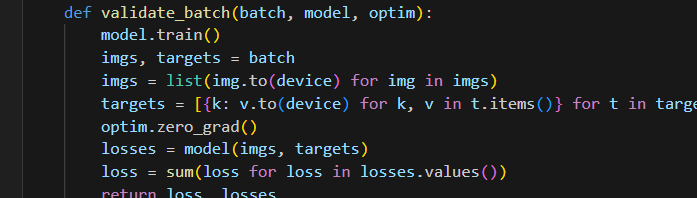 def validate_batch(batch, model, optim):
    model.train()
    imgs, targets = batch
    imgs = list(img.to(device) for img in imgs)
    targets = [{k: v.to(device) for k, v in t.items()} for t in targe
    optim.zero_grad()
    losses = model(imgs, targets)
    loss = sum(loss for loss in losses.values())
    return loss, losses